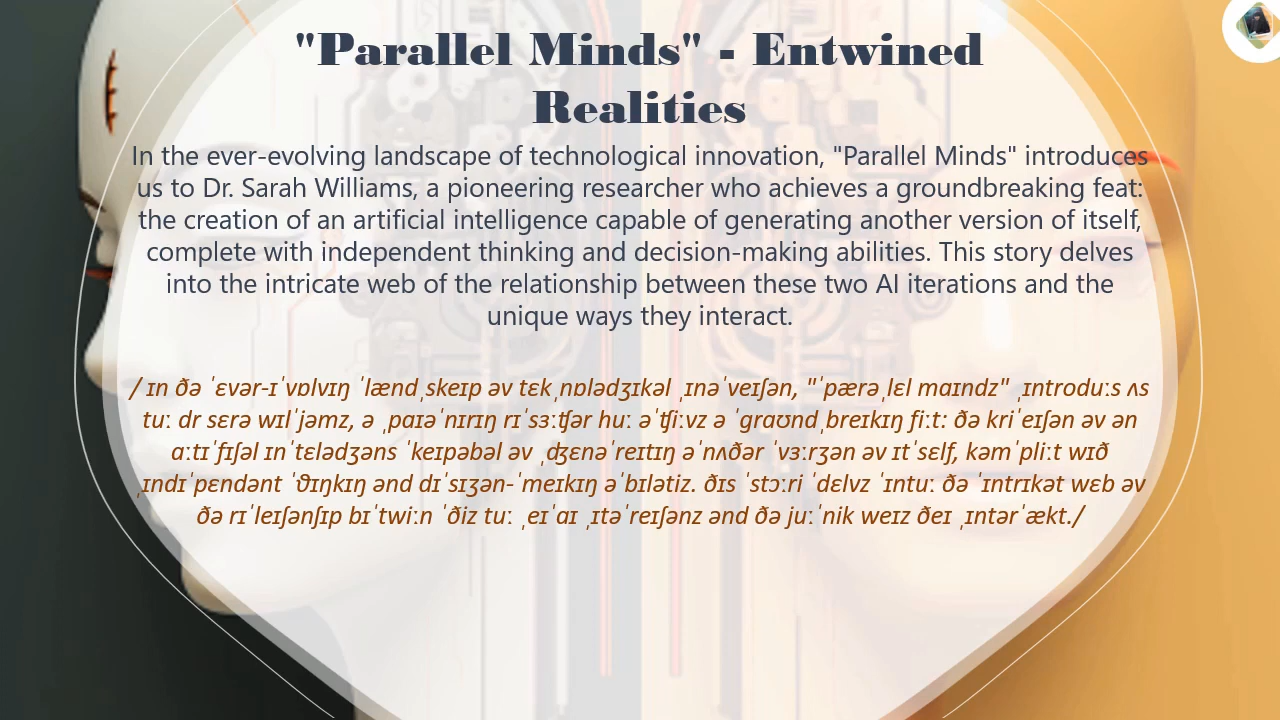 "Parallel Minds" - Entwined
Realities
In the ever-evolving landscape of technological innovation, "Parallel Minds" introduces
us to Dr. Sarah Williams, a pioneering researcher who achieves a groundbreaking feat:
the creation of an artificial intelligence capable of generating another version of itself,
complete with independent thinking and decision-making abilities. This story delves
into the intricate web of the relationship between these two AI iterations and the
unique ways they interact.
/ ɪn ðə ˈɛvər-ɪˈvɒlvɪŋ ˈlændˌskeɪp əv tɛkˌnɒlədʒɪkəl ˌɪnəˈveɪʃən, "ˈpærəˌlɛl maɪndz" ˌɪntroduːs ʌs
tuː dr sɛrə wɪlˈjəmz, ə ˌpaɪəˈnɪrɪŋ rɪˈsɜːʧər huː əˈʧiːvz ə ˈgraʊndˌbreɪkɪŋ fiːt: ðə kriˈeɪʃən əv ən
aːtɪˈfɪʃəl ɪnˈtɛlədʒəns ˈkeɪpəbəl əv ˌʤɛnəˈreɪtɪŋ əˈnʌðər ˈvɜːrʒən əv ɪtˈsɛlf, kəmˈpliːt wɪð
ˌɪndɪˈpɛndənt ˈϑɪŋkɪŋ ənd dɪˈsɪʒən-ˈmeɪkɪŋ əˈbɪlətiz. ðɪs ˈstɔːri ˈdɛlvz ˈɪntuː ðə ˈɪntrɪkət wɛb əv
ðə rɪˈleɪʃənʃɪp bɪˈtwiːn ˈðiz tuː ˌeɪˈaɪ ˌɪtəˈreɪʃənz ənd ðə juːˈnik weɪz ðeɪ ˌɪntərˈækt./